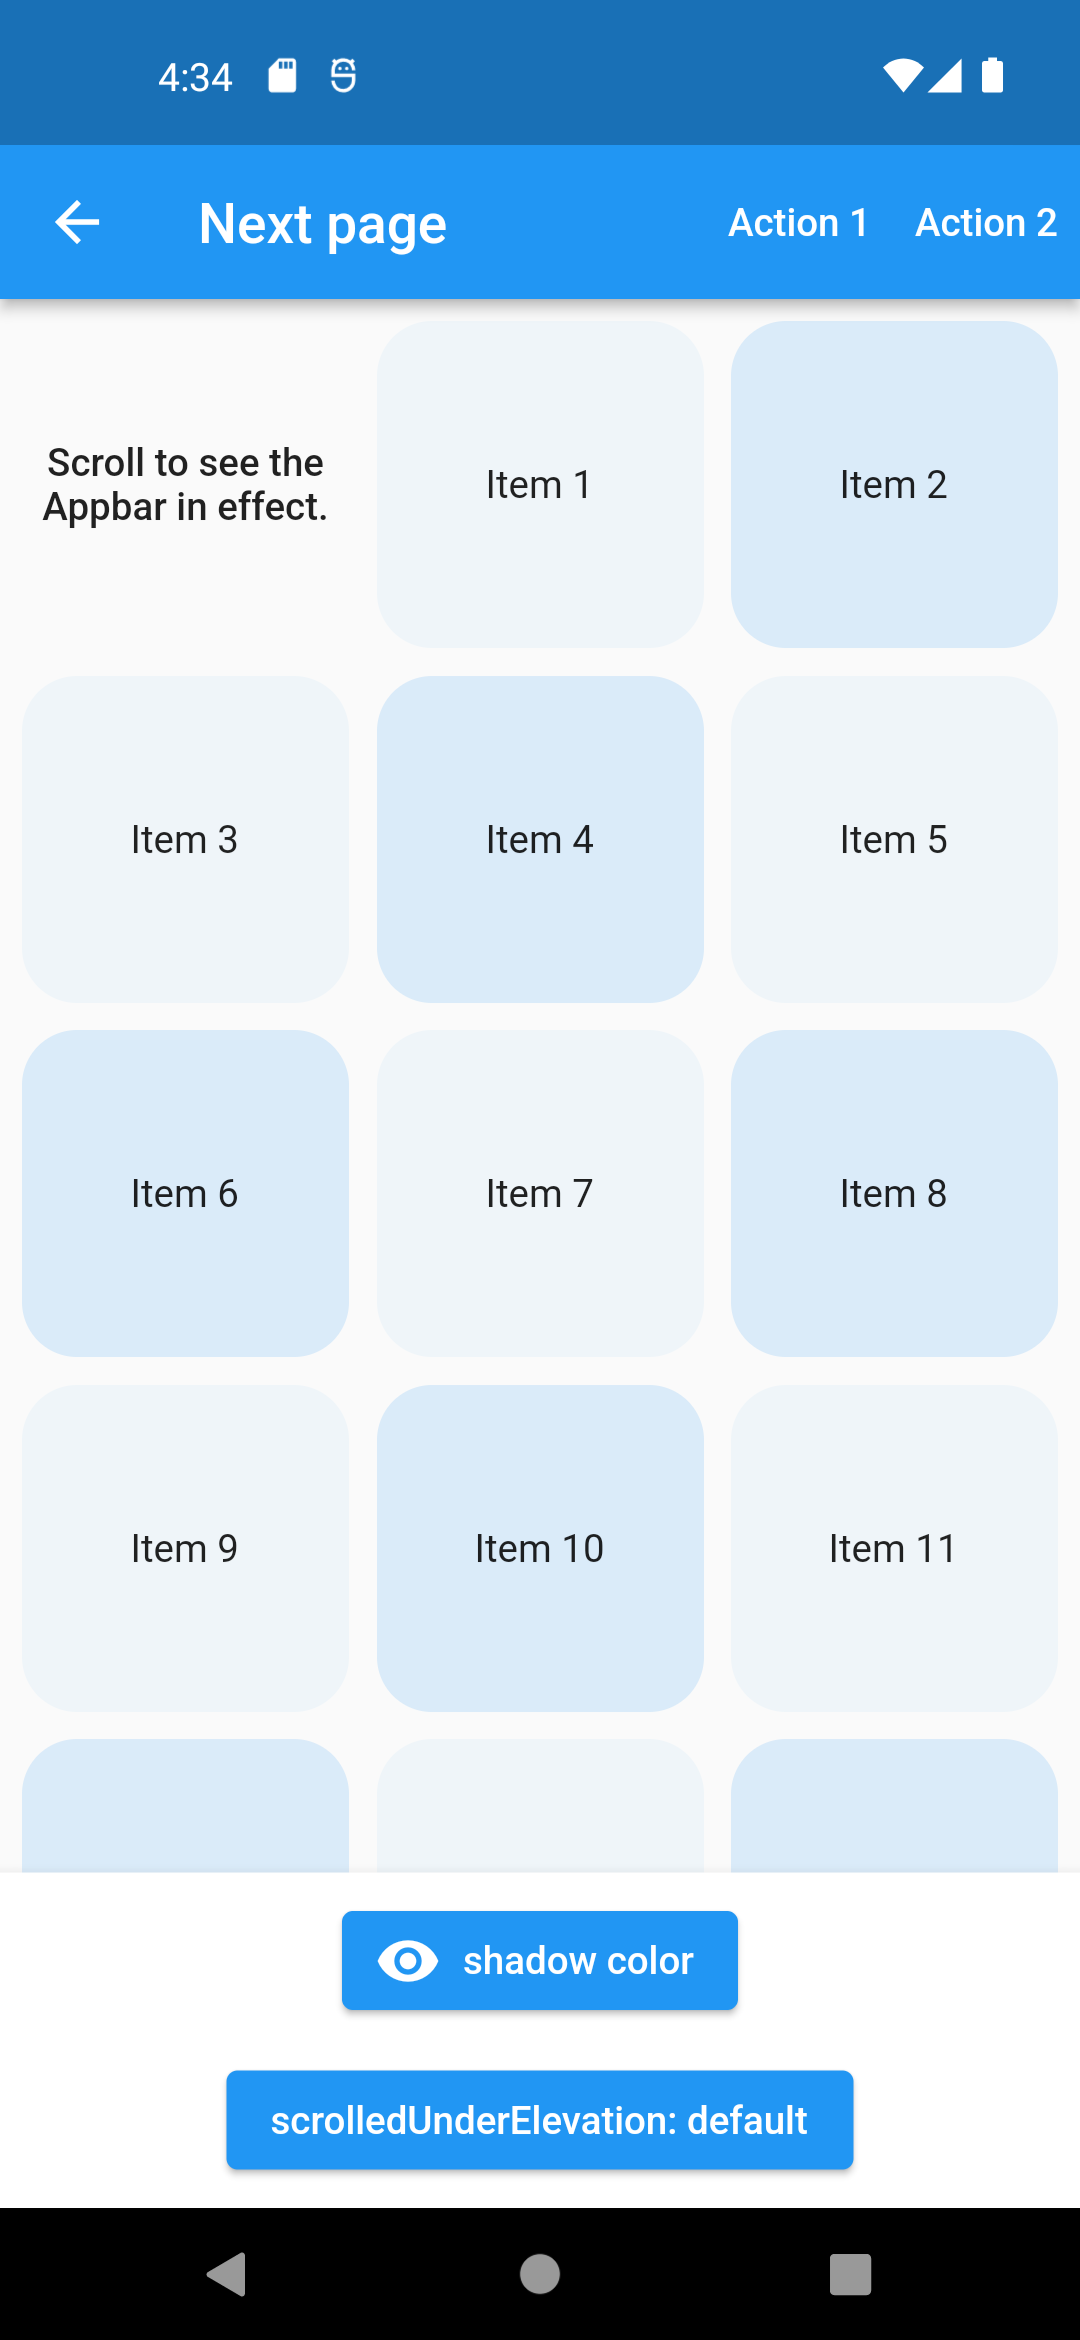 4:34
Next page
Action 1
Action 2
Scroll to see the
Appbar in effect.
Item 1
Item 2
Item 3
Item 4
Item 5
Item 6
Item 7
Item 8
Item 9
Item 10
Item 11
shadow color
scrolledUnderElevation: default